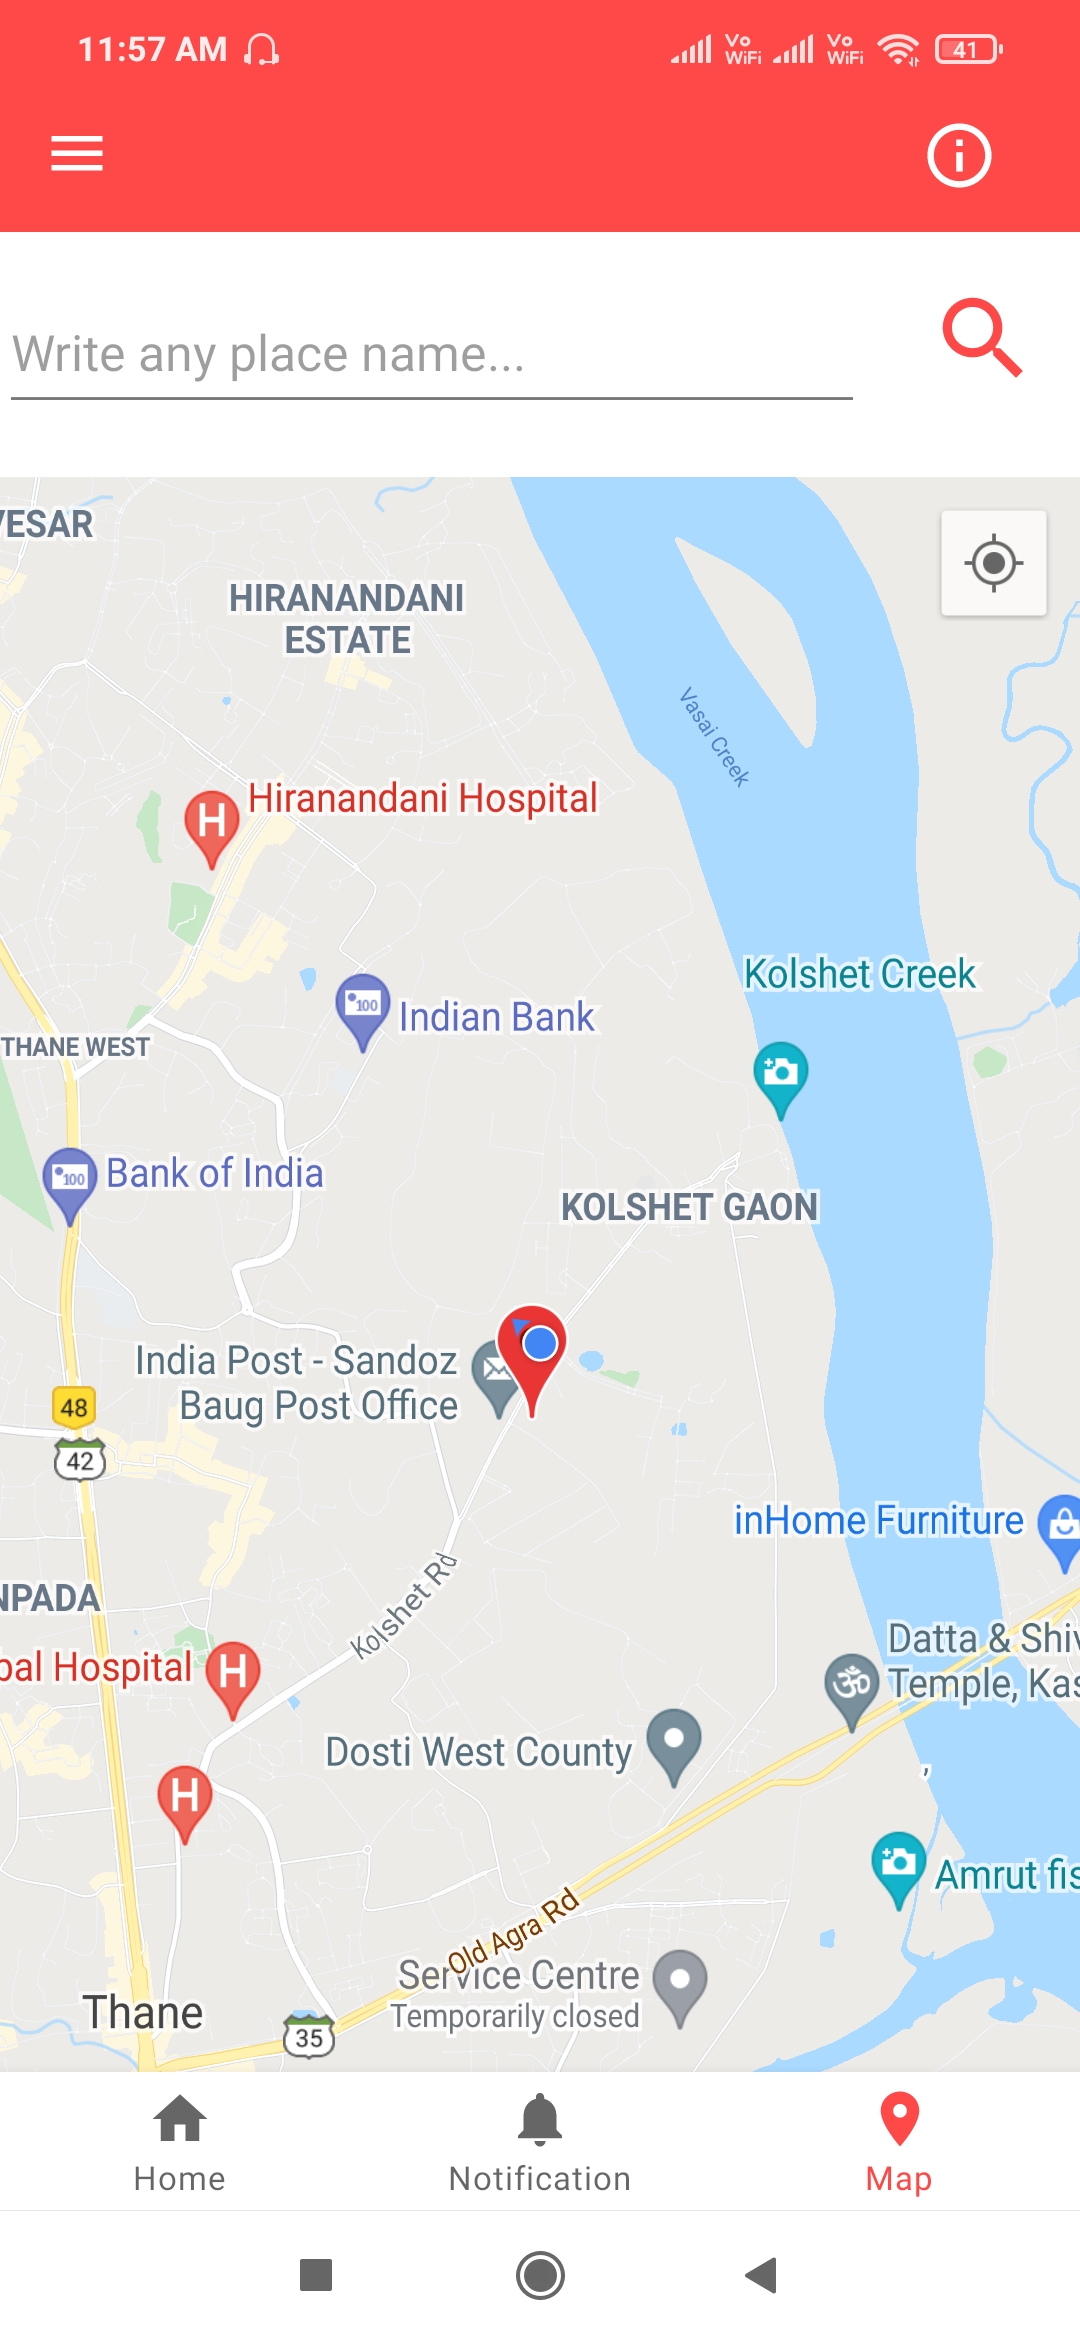 11:57 AM
Vo
WiFi
Vo
WiFi
41
Write any place name...
VESAR
HIRANANDANI
ESTATE
Vasai Creek
Hiranandani Hospital
H
Kolshet Creek
100
Indian Bank
THANE WEST
100
Bank of India
KOLSHET GAON
India Post - Sandoz
Baug Post Office
48
42
inHome Furniture
Kolshet Rd
NPADA
pal Hospital
H
Datta & Shiv
Temple, Kas
ॐ
Dosti West County
,
H
Amrut fis
Old Agra Rd
Service Centre
Temporarily closed
Thane
35
Home
Notification
Map